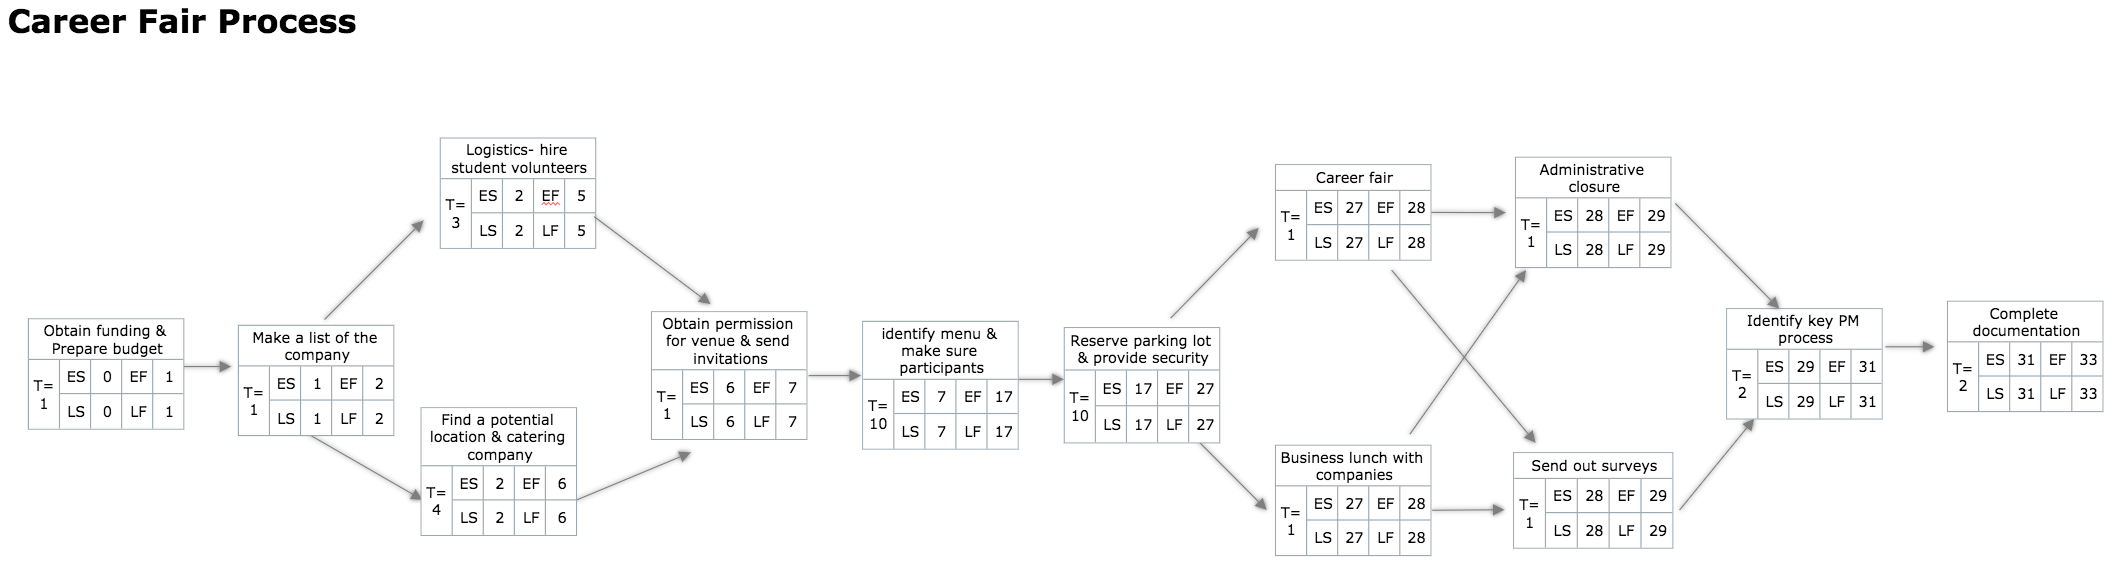 Career Fair Process
Obtain funding &
Prepare budget
T=
1
ES 0 EF 1
LS 0 LF 1
Make a list of the
company
T=
1
ES 1 EF 2
LS 1 LF 2
Logistics- hire
student volunteers
T=
3
ES 2 EF 5
LS 2 LF 5
Find a potential
location & catering
company
T=
4
ES 2 EF 6
LS 2 LF 6
Obtain permission
for venue & send
invitations
T=
1
ES 6 EF 7
LS 6 LF 7
identify menu &
make sure
participants
T=
10
ES 7 EF 17
LS 7 LF 17
Reserve parking lot
& provide security
T=
10
ES 17 EF 27
LS 17 LF 27
Career fair
T=
1
ES 27 EF 28
LS 27 LF 28
Business lunch with
companies
T=
1
ES 27 EF 28
LS 27 LF 28
Administrative
closure
T=
1
ES 28 EF 29
LS 28 LF 29
Send out surveys
T=
1
ES 28 EF 29
LS 28 LF 29
Identify key PM
process
T=
2
ES 29 EF 31
LS 29 LF 31
Complete
documentation
T=
2
ES 31 EF 33
LS 31 LF 33